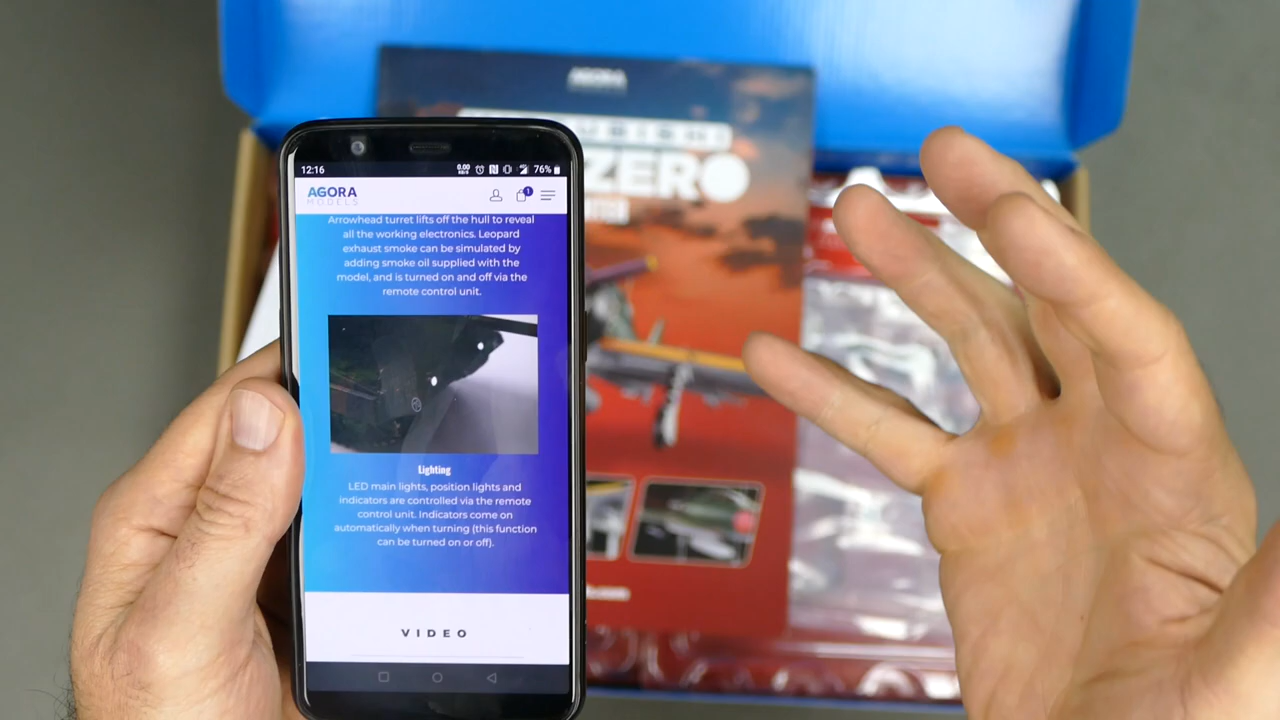 AGORA
ZERO
12:16
0.00
76%
AGORA
MODELS
1
Arrowhead turret lifts off the hull to reveal
all the working electronics. Leopard
exhaust smoke can be simulated by
adding smoke oil supplied with the
model, and is turned on and off via the
remote control unit.
Lighting
LED main lights, position lights and
indicators are controlled via the remote
control unit. Indicators come on
automatically when turning (this function
can be turned on or off).
VIDEO